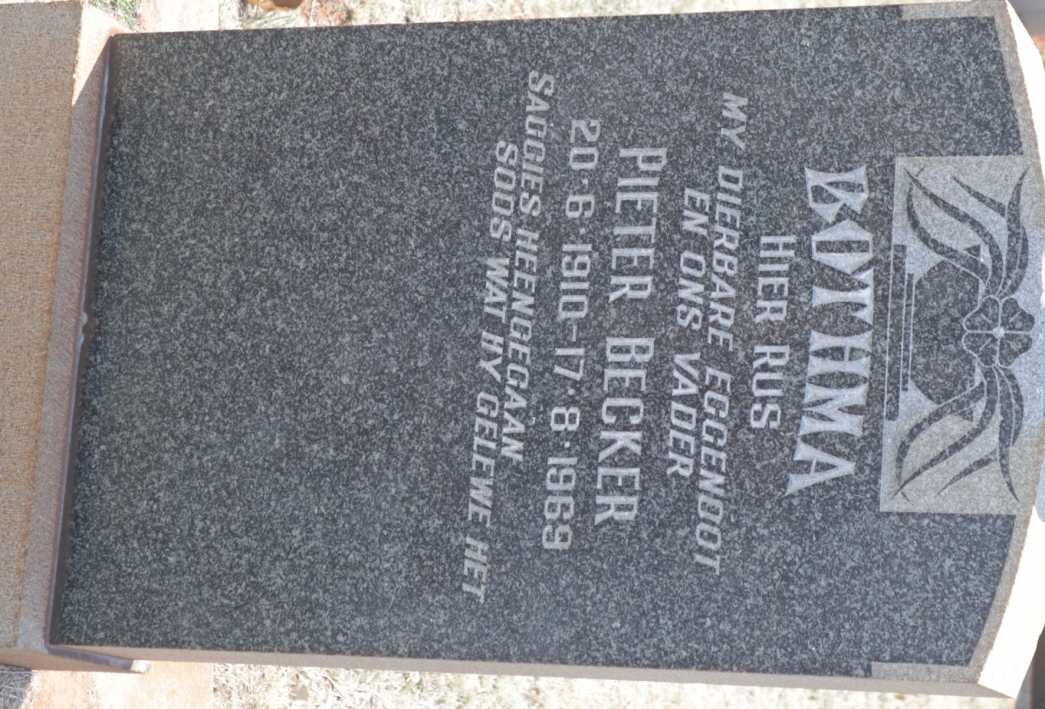 BOTHMA
HIER RUS
MY DIERBARE EGGENOOT
EN ONS VADER
PIETER BECKER
20·6·1910-17·8·1969
SAGGIES HEENGEGAAN
SOOS WAT HY GELEWE HET